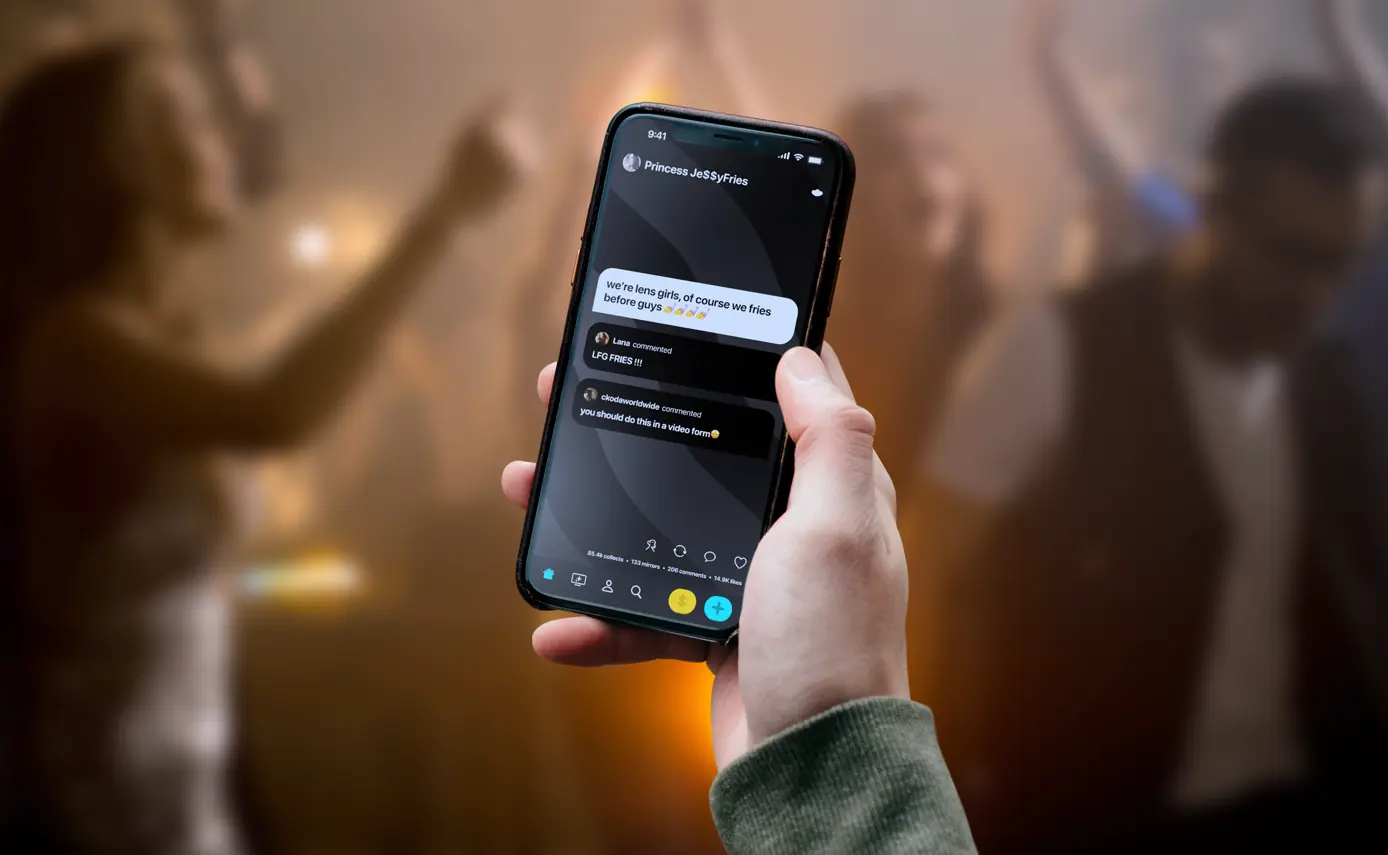 9:41
Princess Je$$yFries
we're lens girls, of course we fries
before guys 💅💅💅💅
Lana commented
LFG FRIES !!!
ckodaworldwide commented
you should do this in a video form😊
85.4k collects • 133 mirrors • 206 comments • 14.9K likes
$